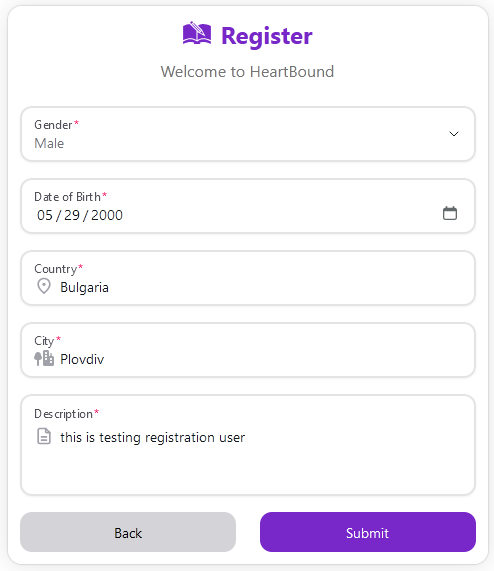 Register
Welcome to HeartBound
Gender*
Male
Date of Birth*
05 / 29 / 2000
Country*
Bulgaria
City*
Plovdiv
Description*
this is testing registration user
Back
Submit